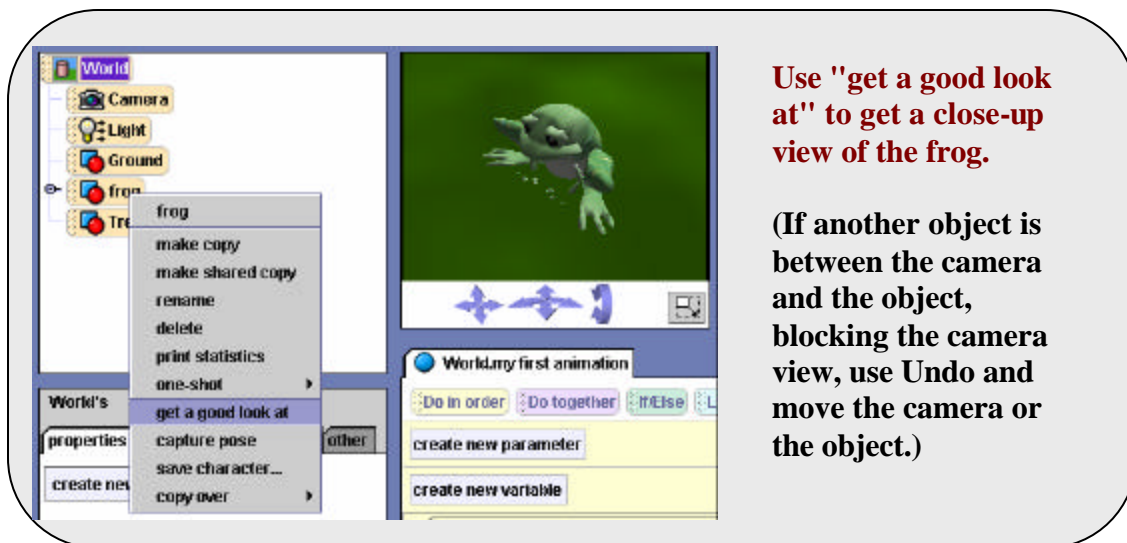 World
Camera
Light
Ground
frog
Tre
frog
make copy
make shared copy
rename
delete
print statistics
one-shot
get a good look at
capture pose
save character...
copy over
World's
properties
other
create new
World.my first animation
Do in order
Do together
If/Else
L
create new parameter
create new variable
Use "get a good look
at" to get a close-up
view of the frog.
(If another object is
between the camera
and the object,
blocking the camera
view, use Undo and
move the camera or
the object.)